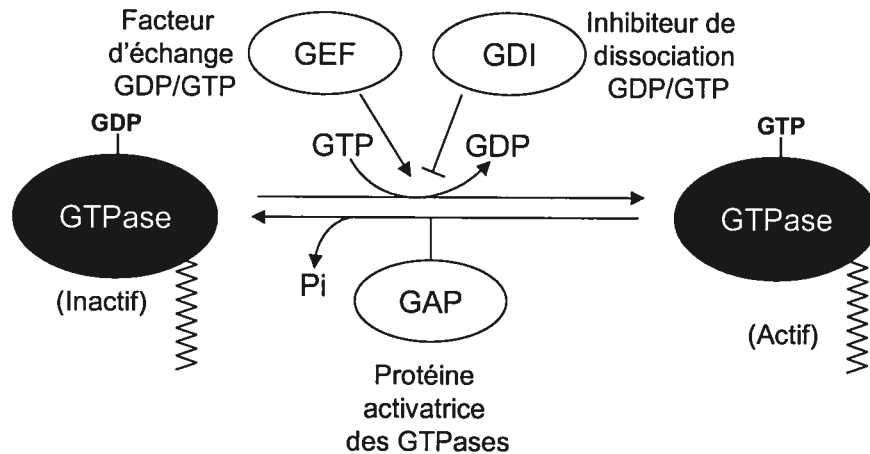 Facteur
d'échange
GDP/GTP
GEF
GDI
Inhibiteur de
dissociation
GDP/GTP
GDP
GTP
GDP
GTP
GTPase
GTPase
(Inactif)
Pi
GAP
(Actif)
Protéine
activatrice
des GTPases